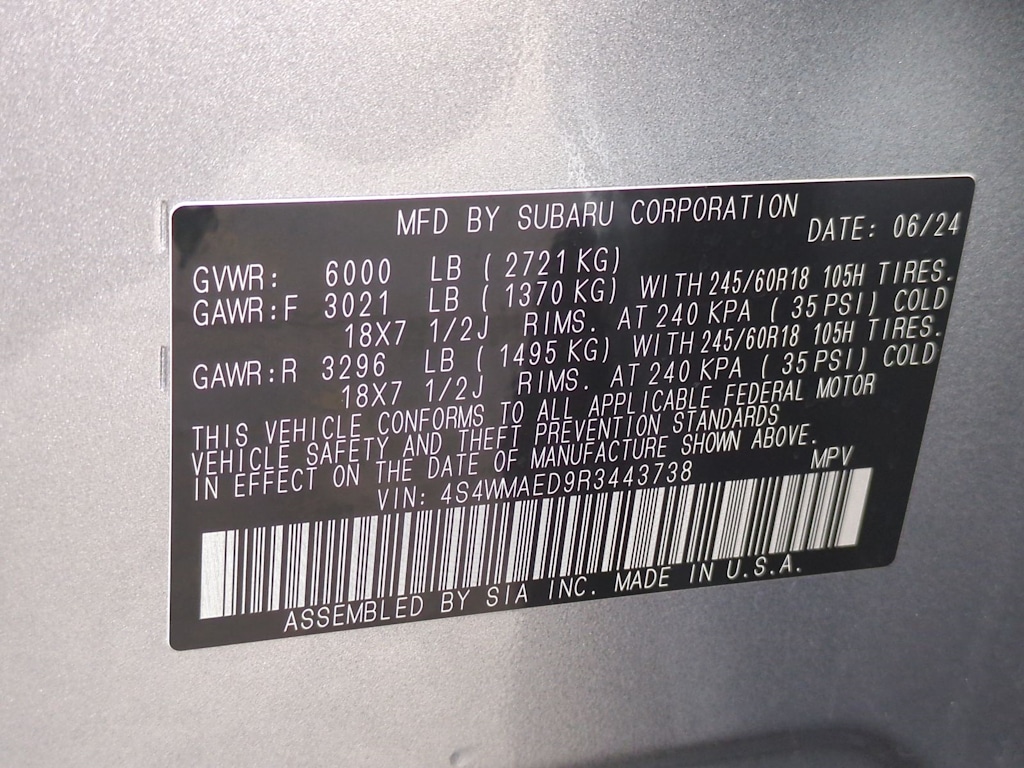 MFD BY SUBARU CORPORATION DATE: 06/24
GVWR: 6000 LB ( 2721 KG)
GAWR:F 3021 LB ( 1370 KG) WITH 245/60R18 105H TIRES.
18X7 1/2J RIMS. AT 240 KPA ( 35 PSI) COLD
GAWR:R 3296 LB ( 1495 KG) WITH 245/60R18 105H TIRES.
18X7 1/2J RIMS. AT 240 KPA ( 35 PSI) COLD
THIS VEHICLE CONFORMS TO ALL APPLICABLE FEDERAL MOTOR
VEHICLE SAFETY AND THEFT PREVENTION STANDARDS
IN EFFECT ON THE DATE OF MANUFACTURE SHOWN ABOVE.
VIN: 4S4WMAED9R3443738 MPV
ASSEMBLED BY SIA INC. MADE IN U.S.A.